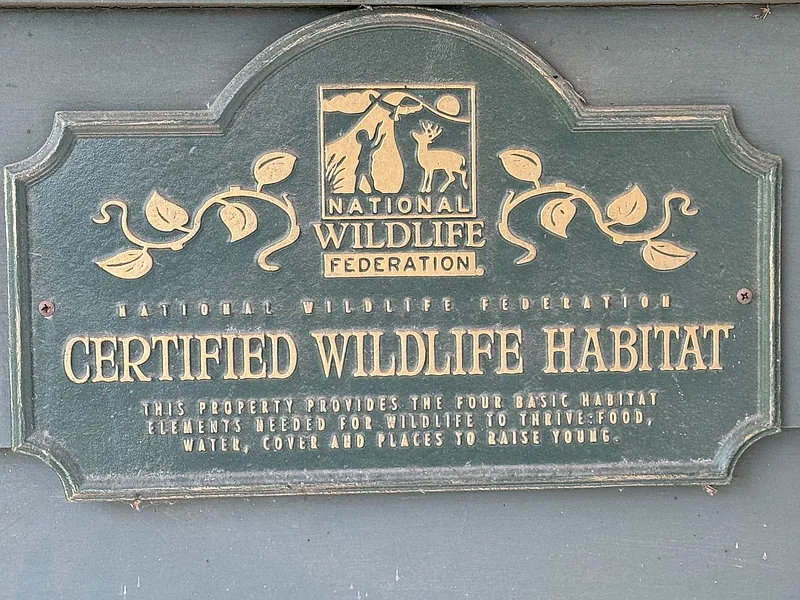 NATIONAL
WILDLIFE
FEDERATION
NATIONAL WILDLIFE FEDERATION
CERTIFIED WILDLIFE HABITAT
THIS PROPERTY PROVIDES THE FOUR BASIC HABITAT
ELEMENTS NEEDED FOR WILDLIFE TO THRIVE: FOOD,
WATER, COVER AND PLACES TO RAISE YOUNG.